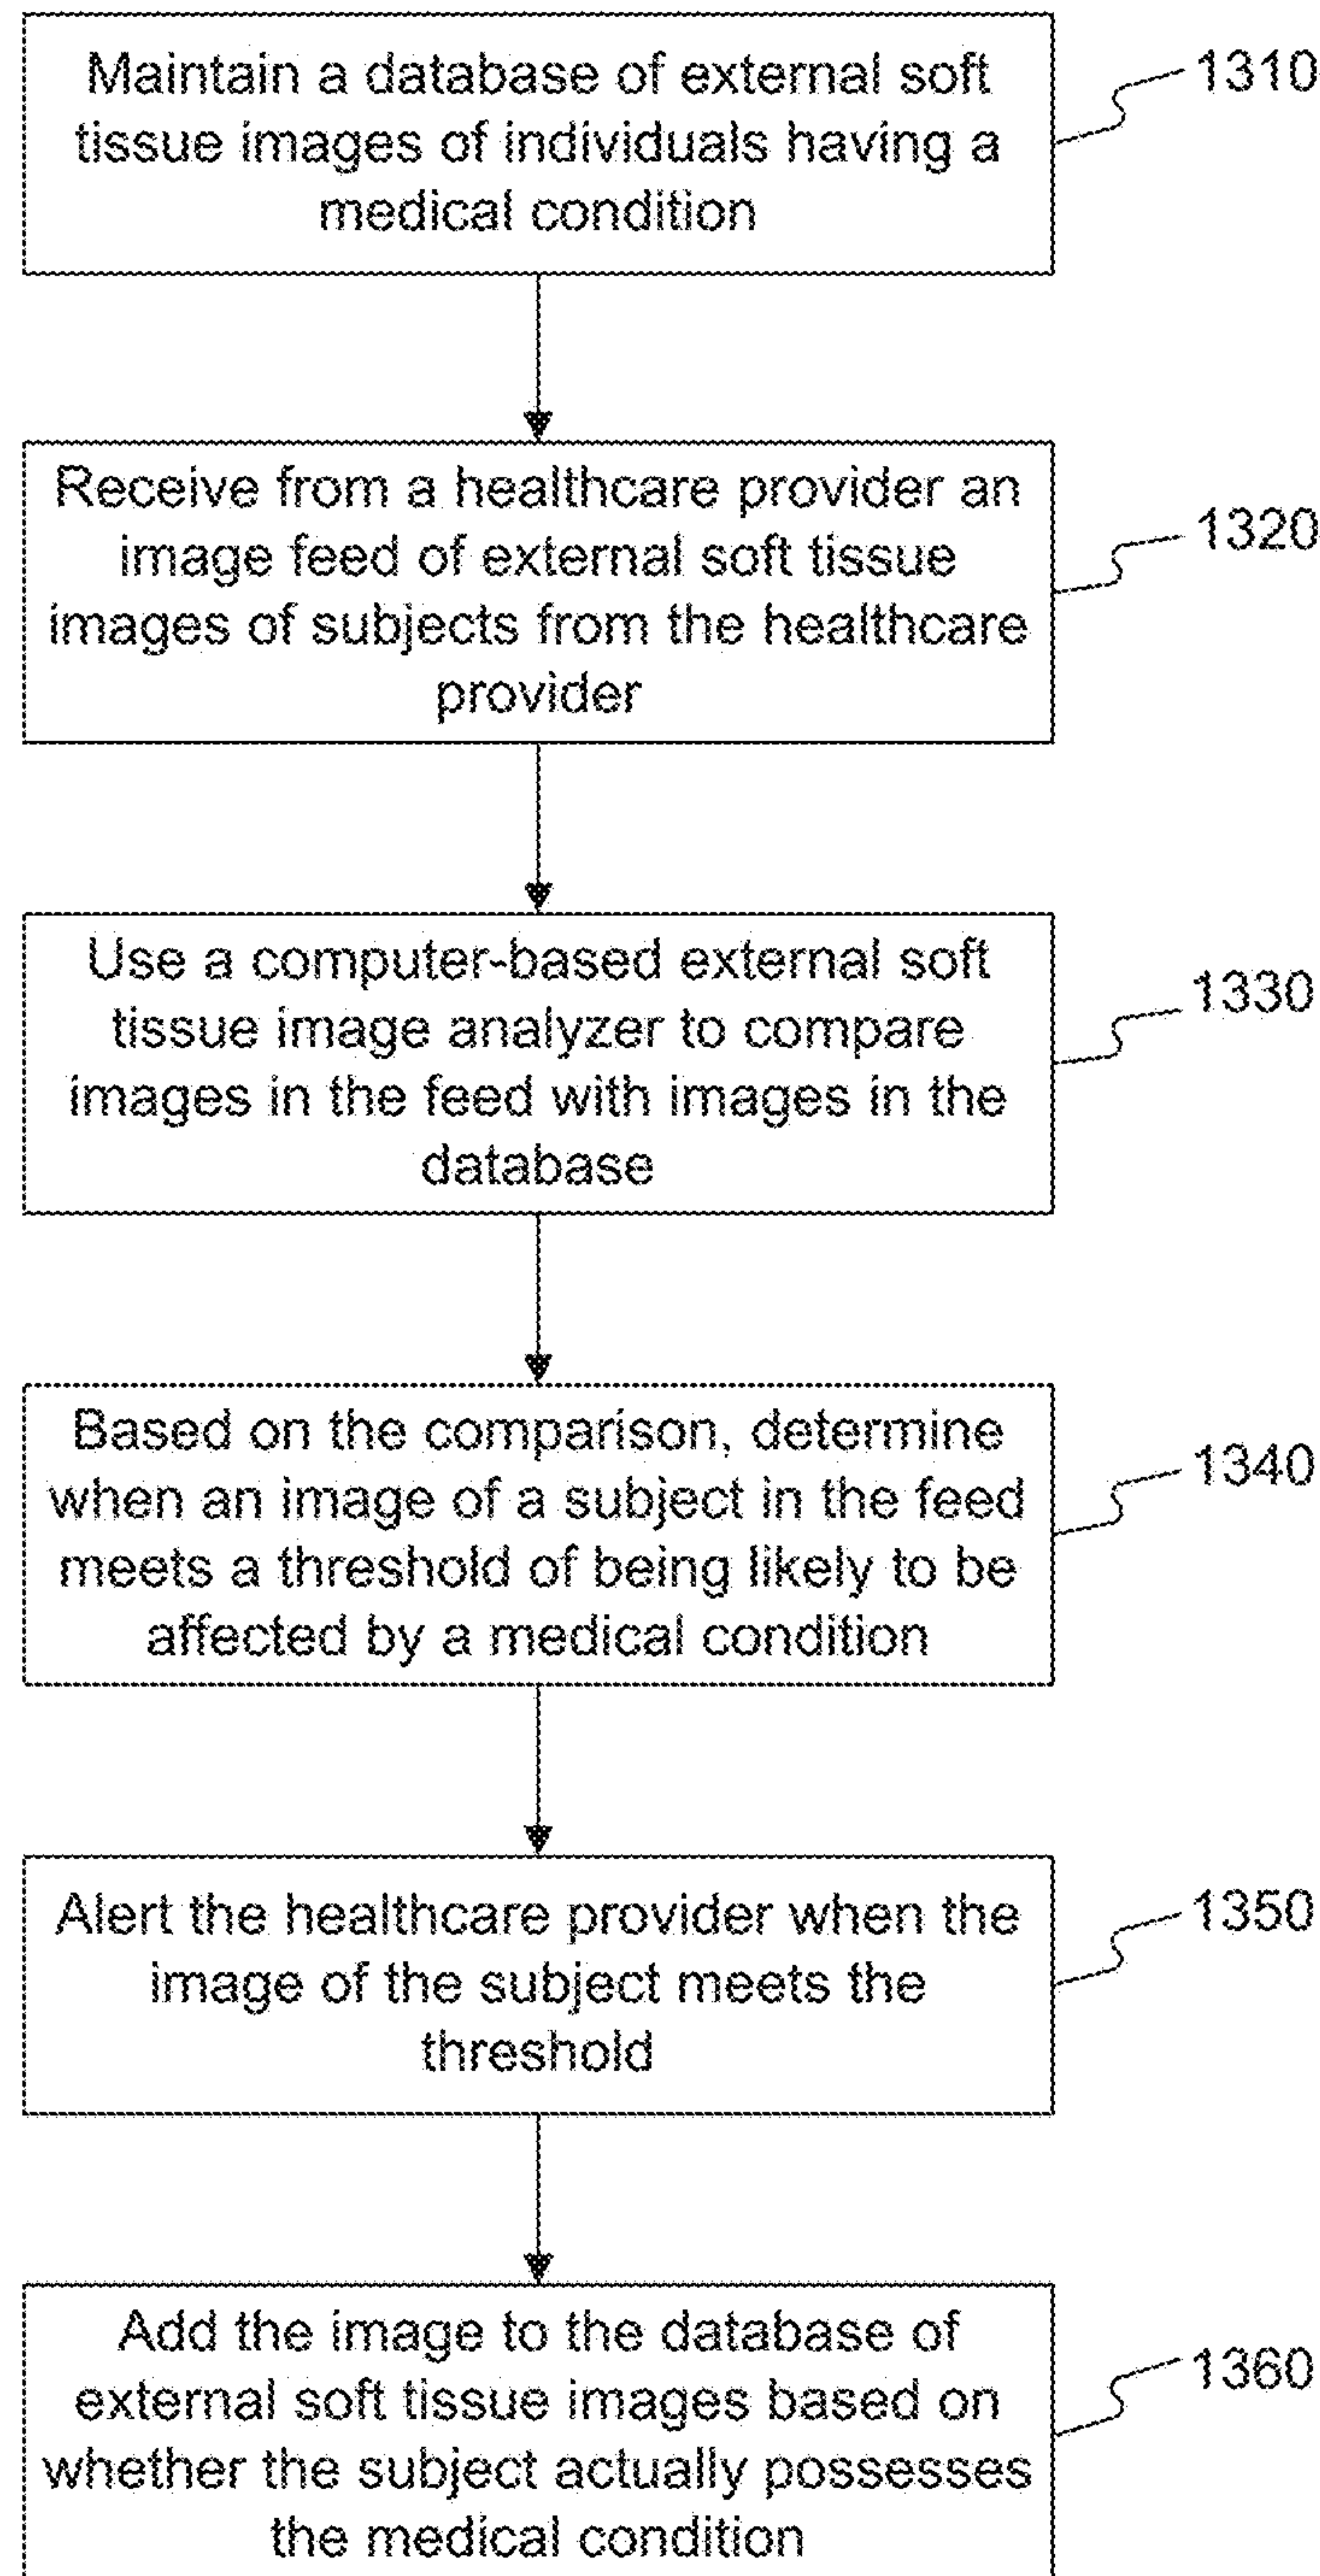 Maintain a database of external soft
tissue images of individuals having a
medical condition
1310
Receive from a healthcare provider an
image feed of external soft tissue
images of subjects from the healthcare
provider
1320
Use a computer-based external soft
tissue image analyzer to compare
images in the feed with images in the
database
1330
Based on the comparison, determine
when an image of a subject in the feed
meets a threshold of being likely to be
affected by a medical condition
1340
Alert the healthcare provider when the
image of the subject meets the
threshold
1350
Add the image to the database of
external soft tissue images based on
whether the subject actually possesses
the medical condition
1360